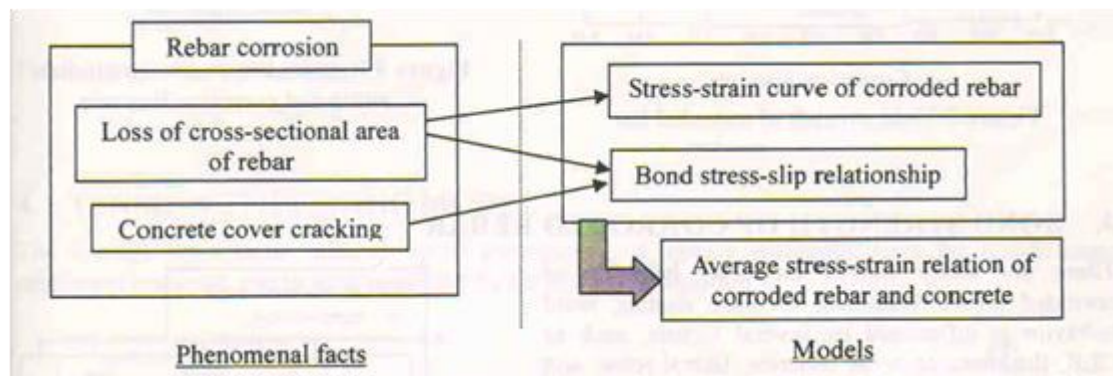 Rebar corrosion
Loss of cross-sectional area
of rebar
Concrete cover cracking
Phenomenal facts
Stress-strain curve of corroded rebar
Bond stress-slip relationship
Average stress-strain relation of
corroded rebar and concrete
Models